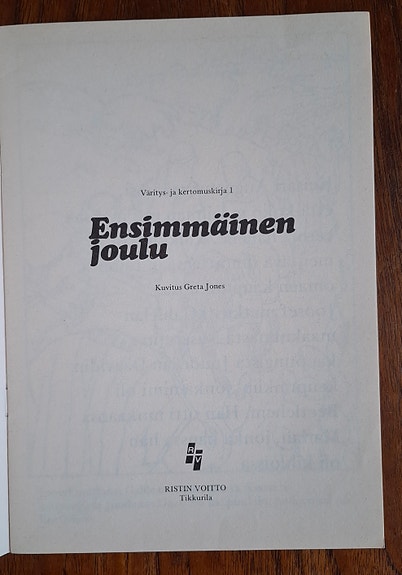 Väritys- ja kertomuskirja 1
Ensimmäinen
joulu
Kuvitus Greta Jones
R
V
RISTIN VOITTO
Tikkurila